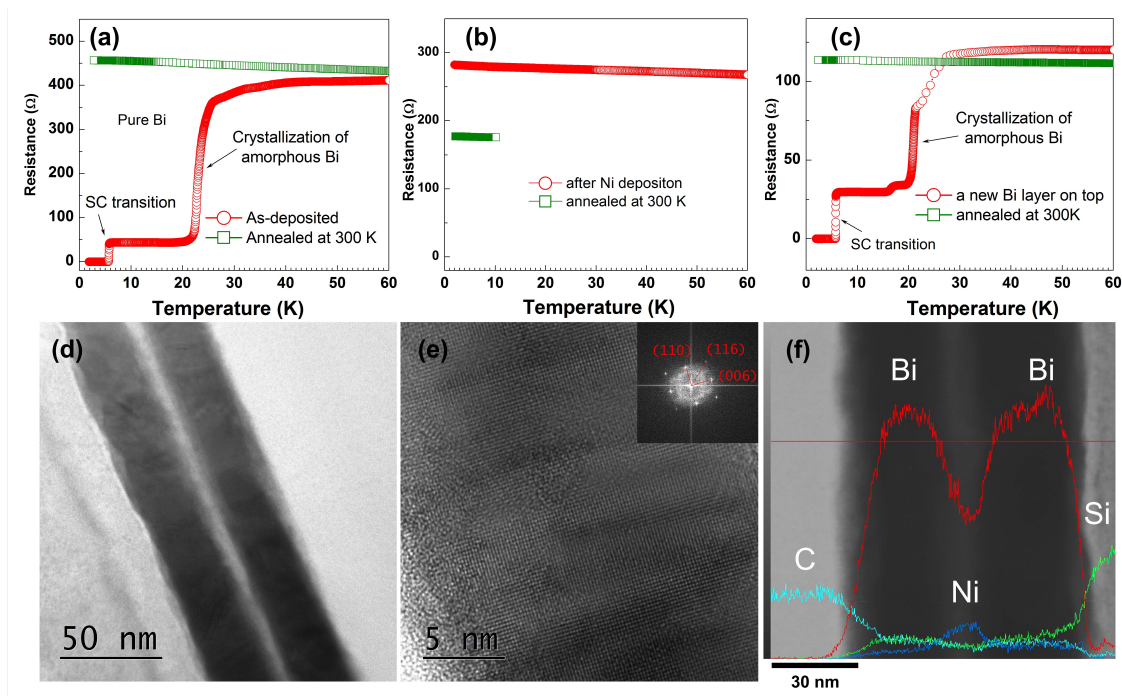 (a)
500
400
300
200
100
0
Resistance (Ω)
Pure Bi
Crystallization of
amorphous Bi
SC transition
As-deposited
Annealed at 300 K
0 10 20 30 40 50 60
Temperature (K)
(b)
300
200
100
0
Resistance (Ω)
after Ni depositon
annealed at 300 K
0 10 20 30 40 50 60
Temperature (K)
(c)
100
50
0
Resistance (Ω)
Crystallization of
amorphous Bi
a new Bi layer on top
annealed at 300K
SC transition
0 10 20 30 40 50 60
Temperature (K)
(d)
50 nm
(e)
(110)
(116)
(006)
5 nm
(f)
Bi
Bi
Si
C
Ni
30 nm